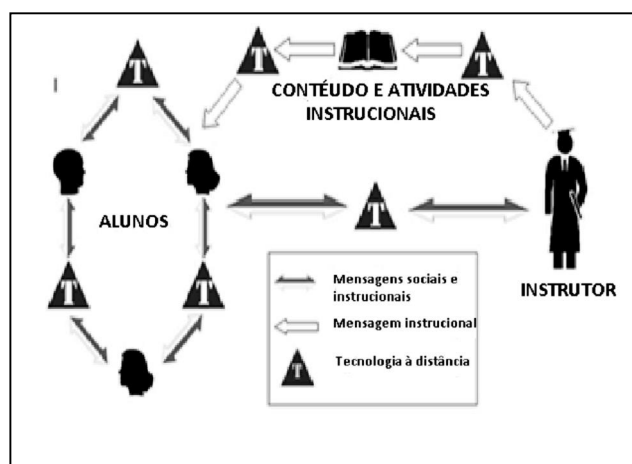 T
T
T
CONTÉUDO E ATIVIDADES
INSTRUCIONAIS
T
ALUNOS
T
T
INSTRUTOR
Mensagens sociais e
instrucionais
Mensagem instrucional
T
Tecnologia à distância